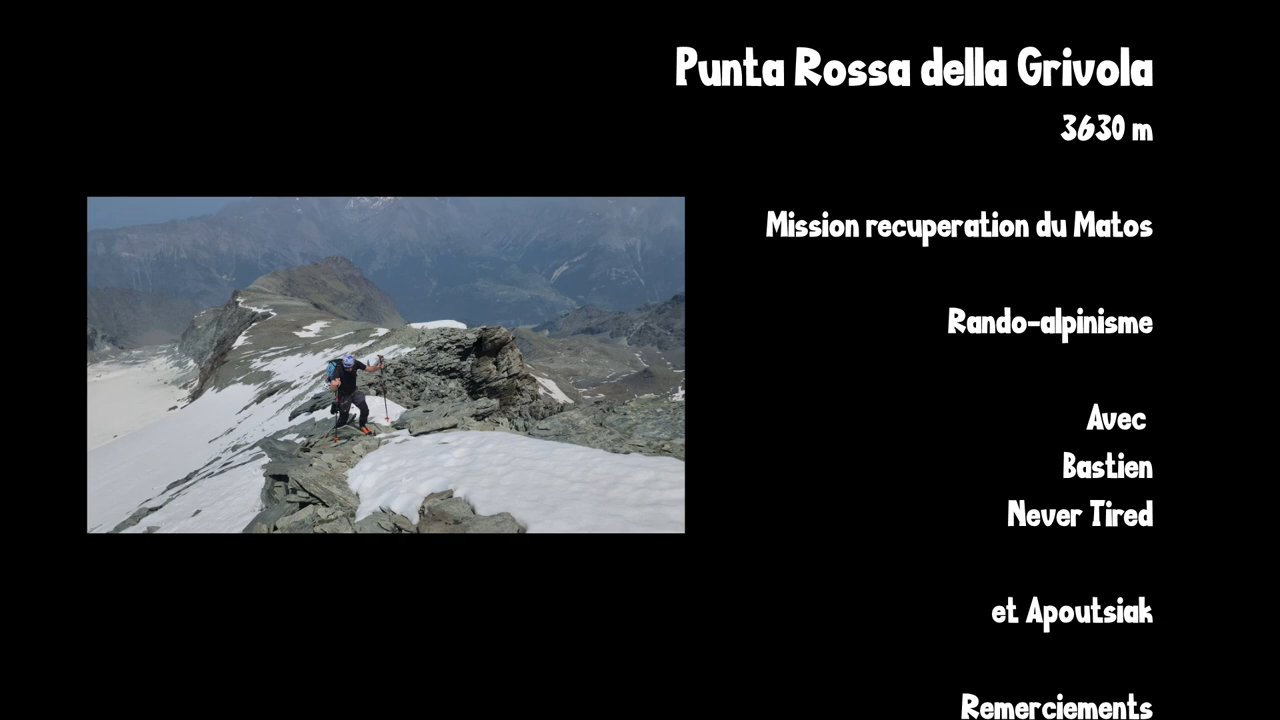 Punta Rossa della Grivola
3630 m
Mission recuperation du Matos
Rando-alpinisme
Avec
Bastien
Never Tired
et Apoutsiak
Remerciements